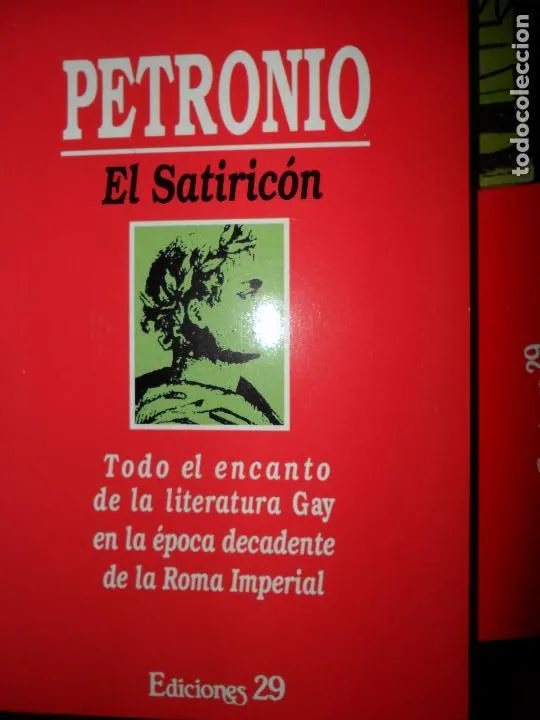 PETRONIO
El Satiricón
Todo el encanto
de la literatura Gay
en la época decadente
de la Roma Imperial
Ediciones 29
todocoleccion
29